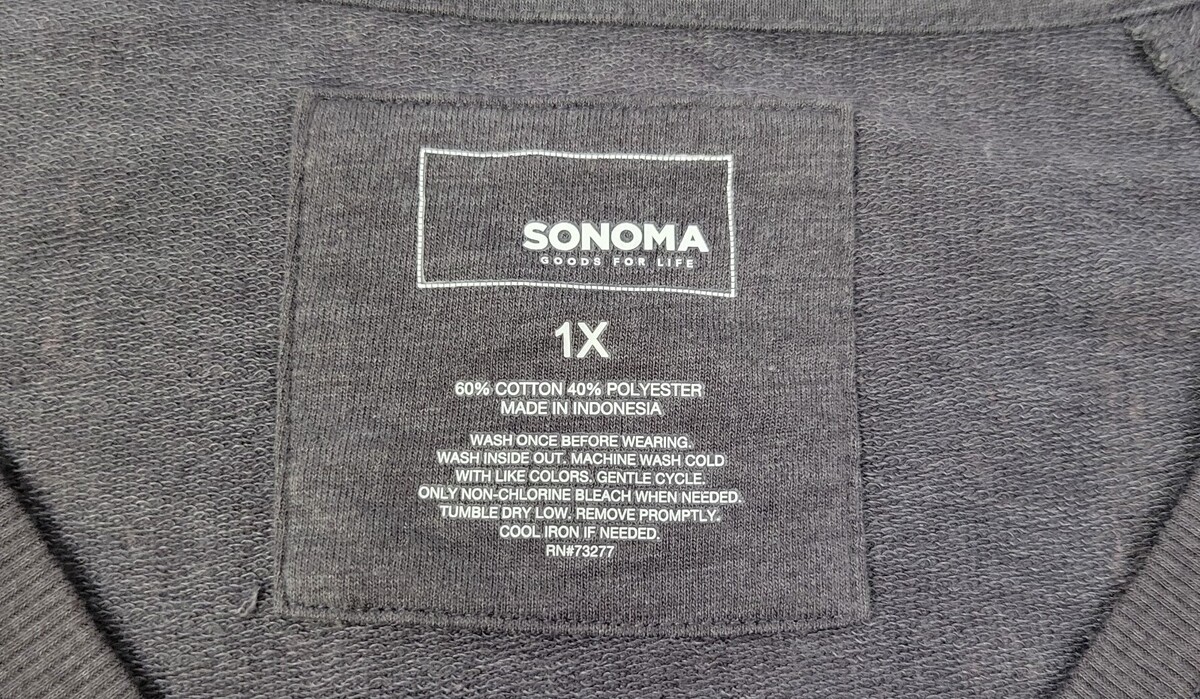 SONOMA
GOODS FOR LIFE
1X
60% COTTON 40% POLYESTER
MADE IN INDONESIA
WASH ONCE BEFORE WEARING.
WASH INSIDE OUT. MACHINE WASH COLD
WITH LIKE COLORS. GENTLE CYCLE.
ONLY NON-CHLORINE BLEACH WHEN NEEDED.
TUMBLE DRY LOW. REMOVE PROMPTLY.
COOL IRON IF NEEDED.
RN#73277